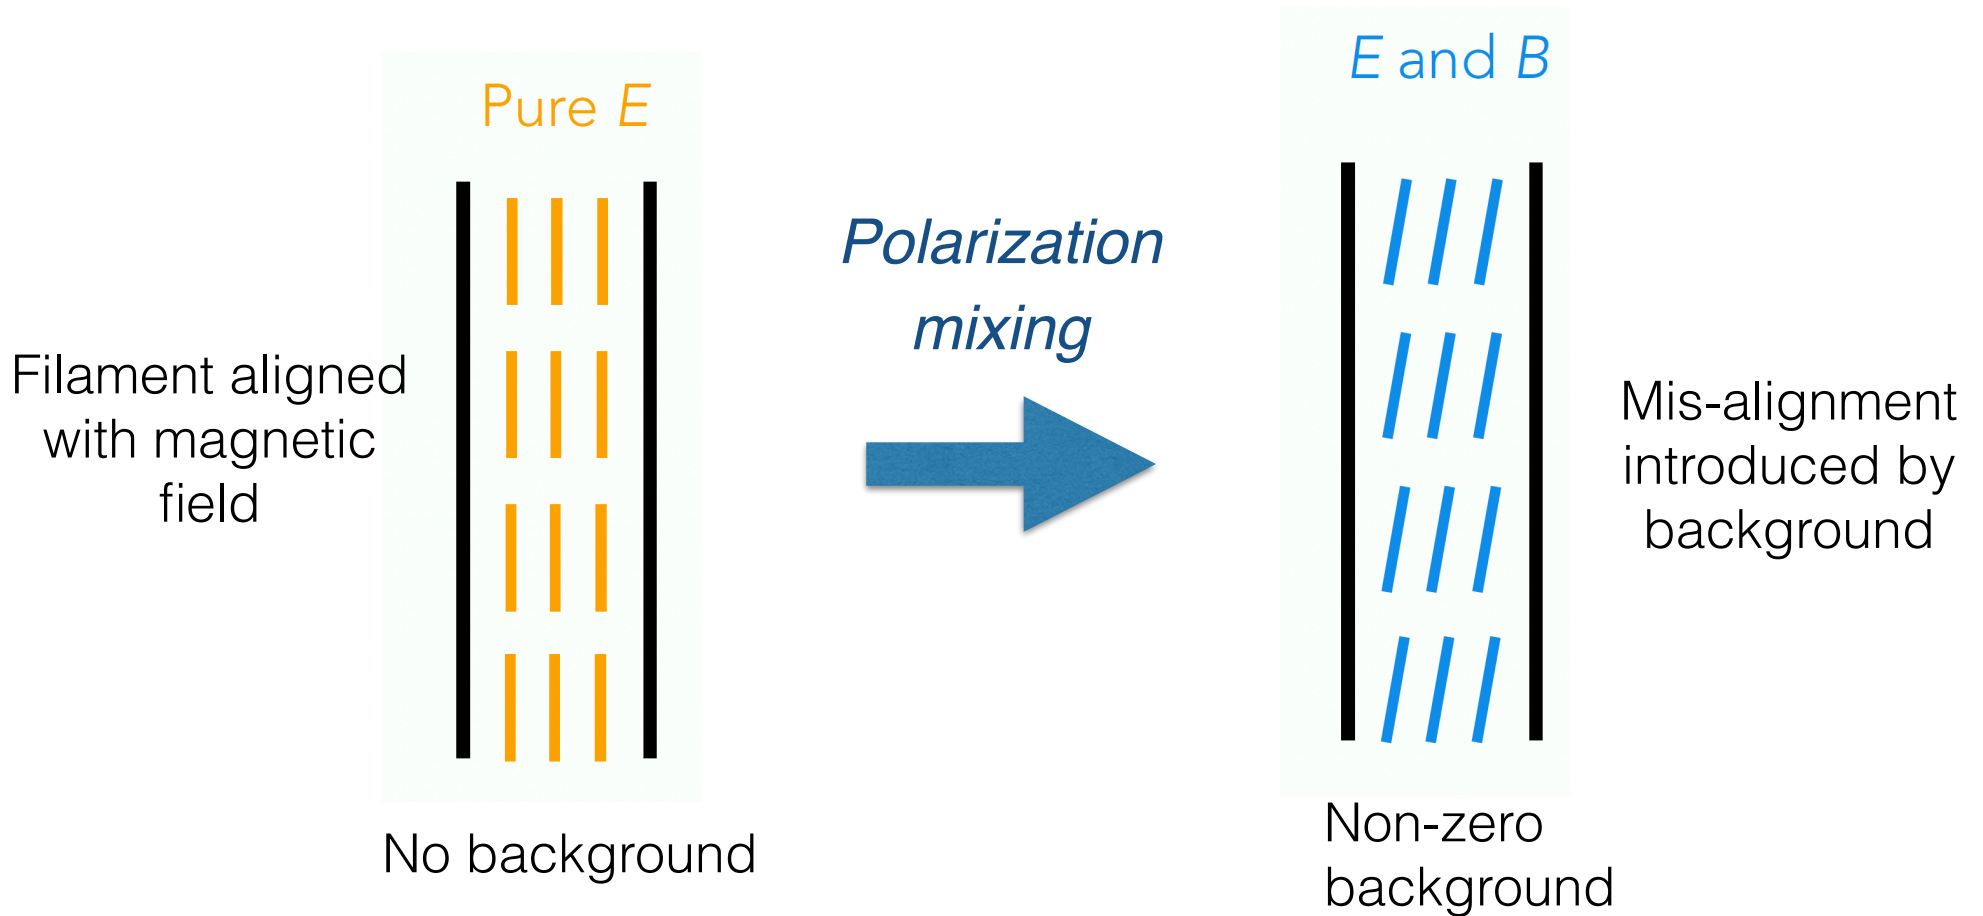 Pure E
Filament aligned
with magnetic
field
No background
Polarization
mixing
E and B
Mis-alignment
introduced by
background
Non-zero
background